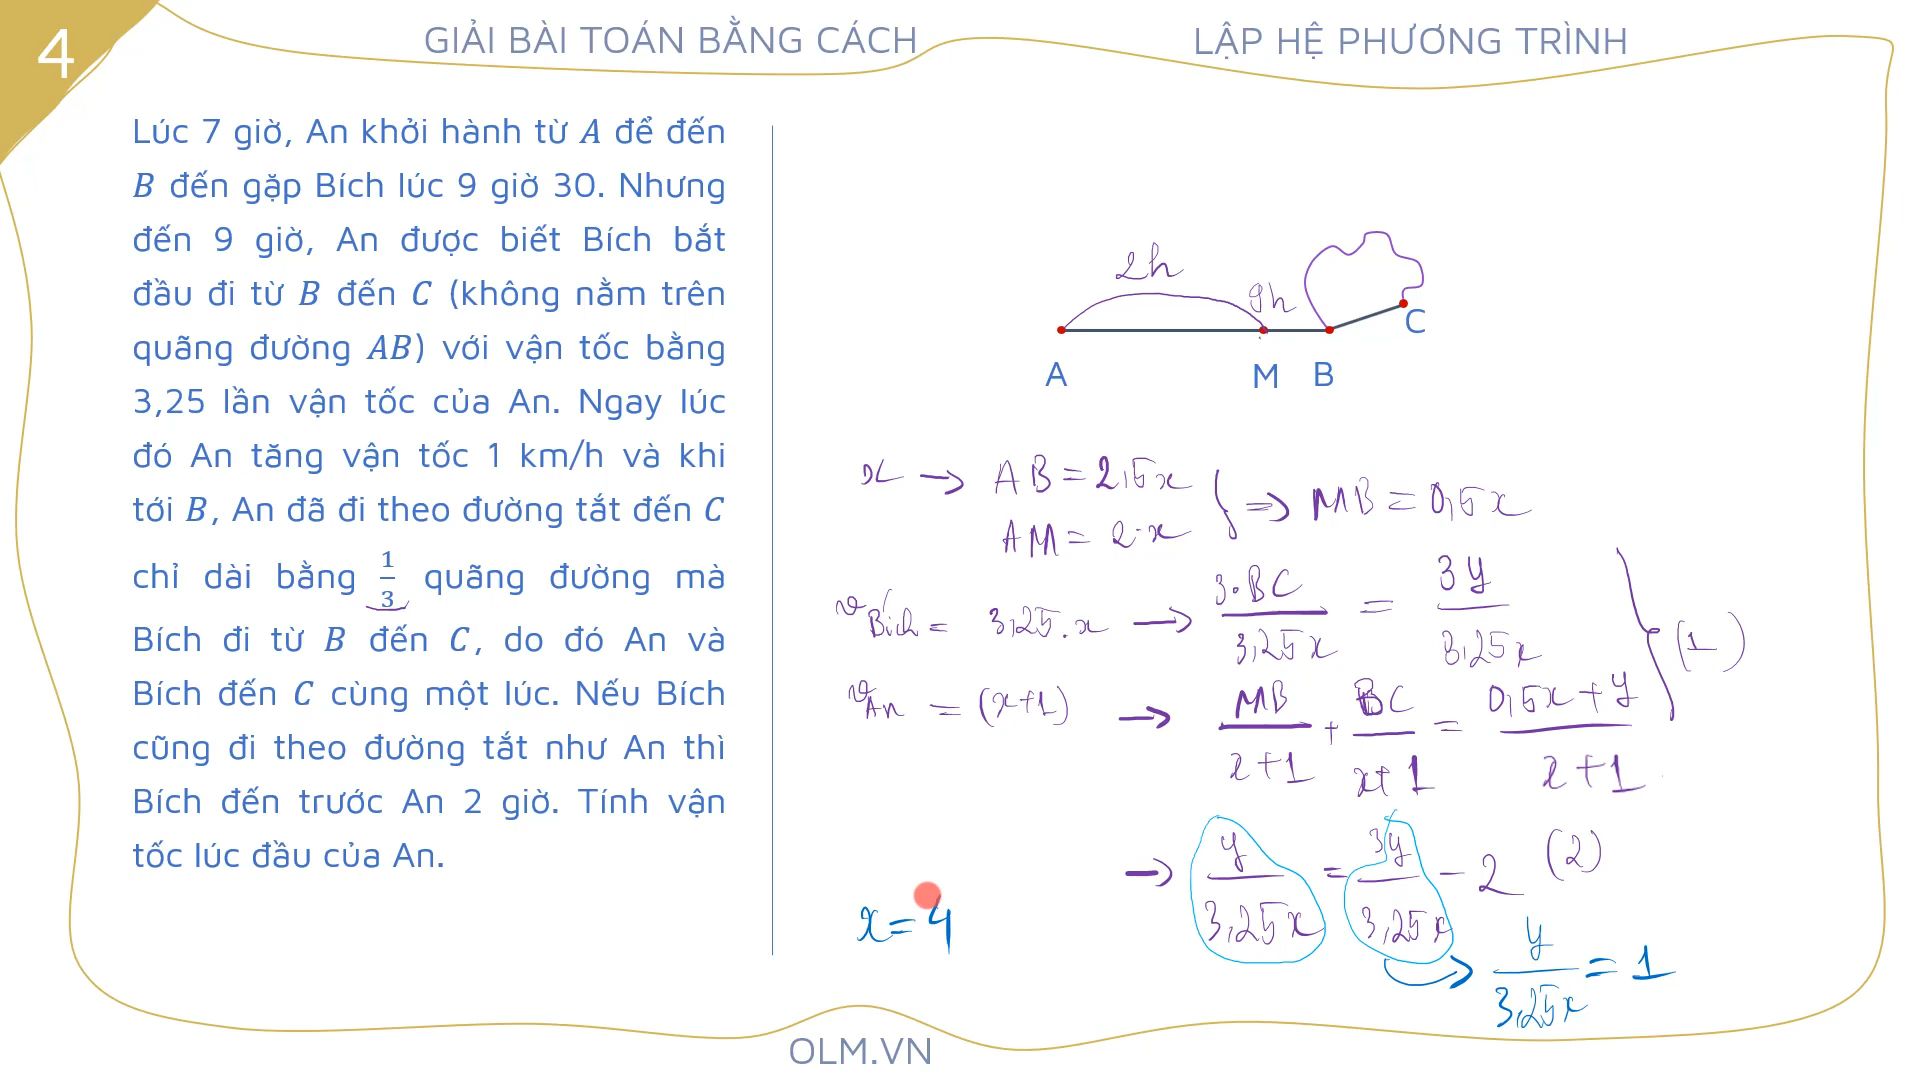 4
GIẢI BÀI TOÁN BẰNG CÁCH LẬP HỆ PHƯƠNG TRÌNH
Lúc 7 giờ, An khởi hành từ A để đến
B đến gặp Bích lúc 9 giờ 30. Nhưng
đến 9 giờ, An được biết Bích bắt
đầu đi từ B đến C (không nằm trên
quãng đường AB) với vận tốc bằng
3,25 lần vận tốc của An. Ngay lúc
đó An tăng vận tốc 1 km/h và khi
tới B, An đã đi theo đường tắt đến C
chỉ dài bằng 1/3 quãng đường mà
Bích đi từ B đến C, do đó An và
Bích đến C cùng một lúc. Nếu Bích
cũng đi theo đường tắt như An thì
Bích đến trước An 2 giờ. Tính vận
tốc lúc đầu của An.
2h
9h
C
A M B
x → AB = 2,5x
AM = 2·x } => MB = 0,5x
v Bích = 3,25.x → 3·BC/3,25x = 3y/3,25x
v An = (x+1) → MB/x+1 + BC/x+1 = 0,5x+y/x+1 } (1)
→ y/3,25x = 3y/3,25x − 2 (2)
x = 4
→ y/3,25x = 1
OLM.VN